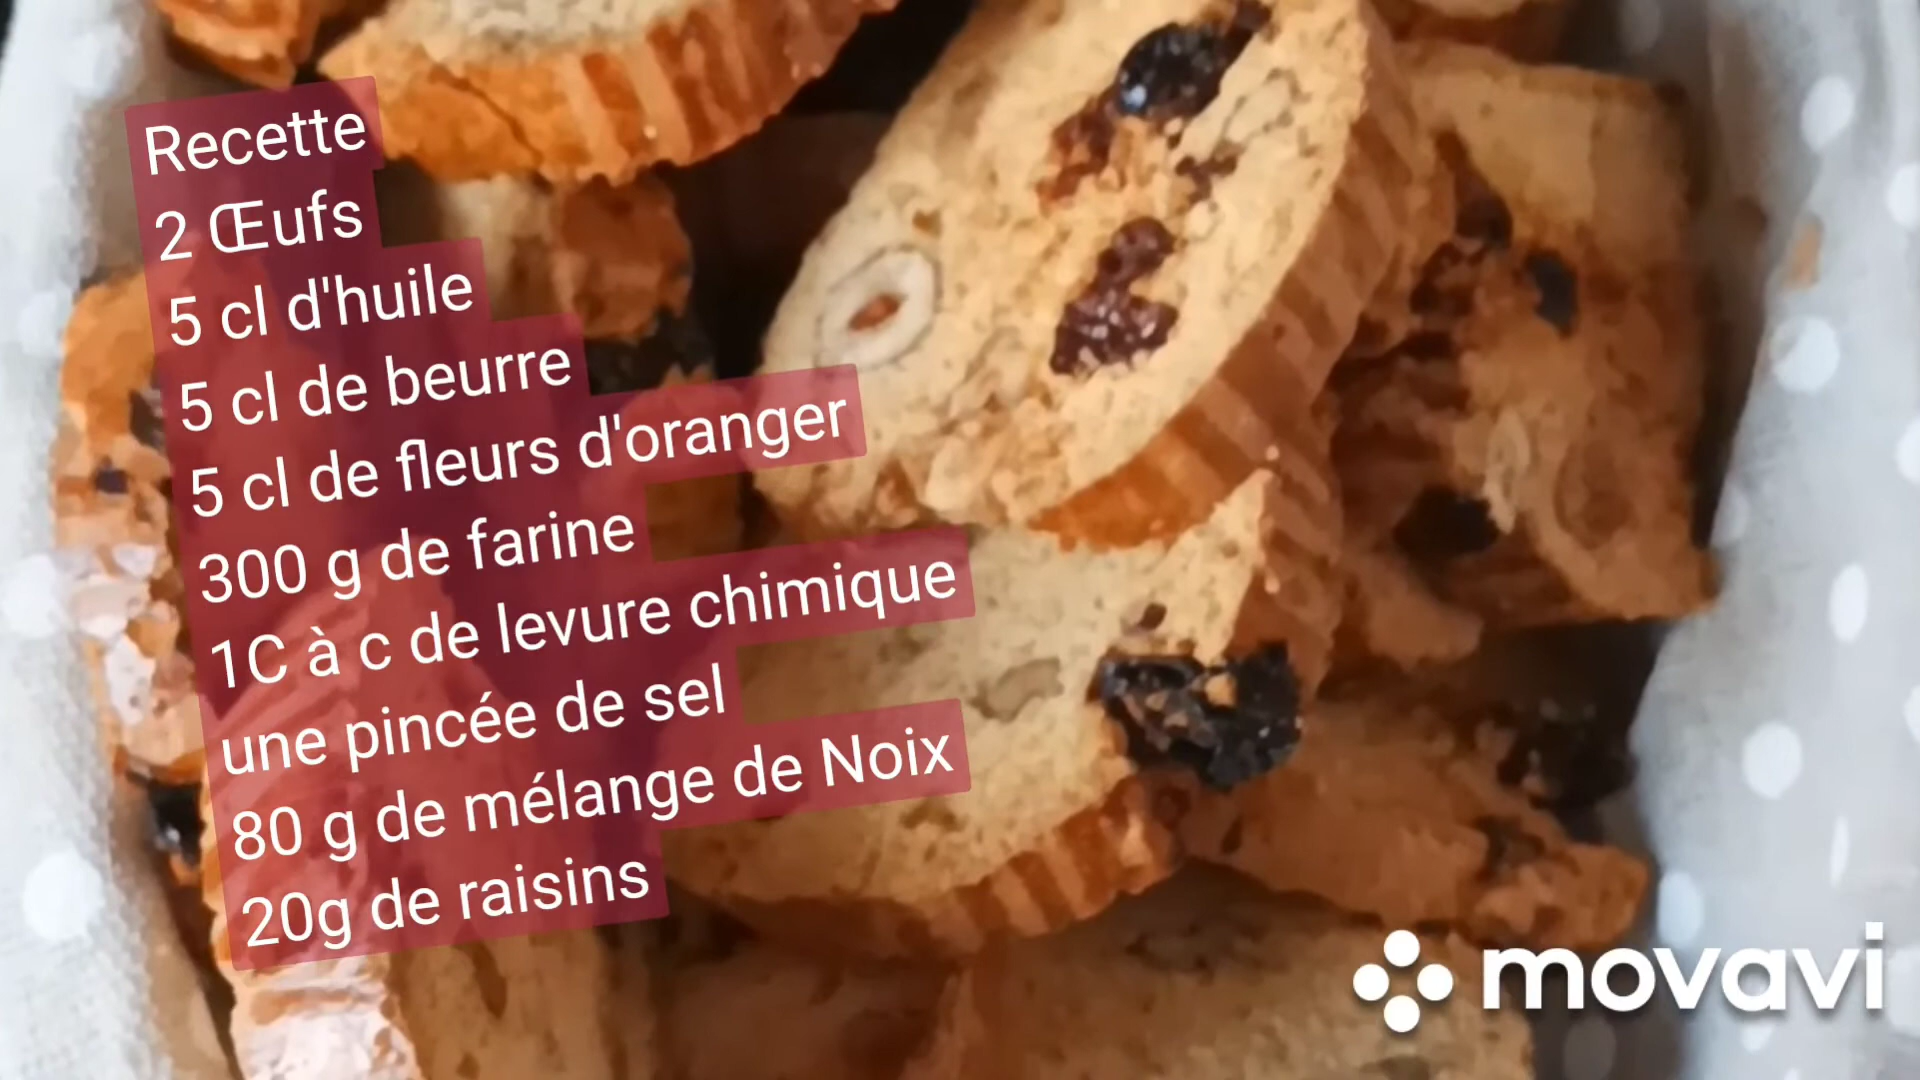 Recette
2 Œufs
5 cl d'huile
5 cl de beurre
5 cl de fleurs d'oranger
300 g de farine
1C à c de levure chimique
une pincée de sel
80 g de mélange de Noix
20g de raisins
movavi